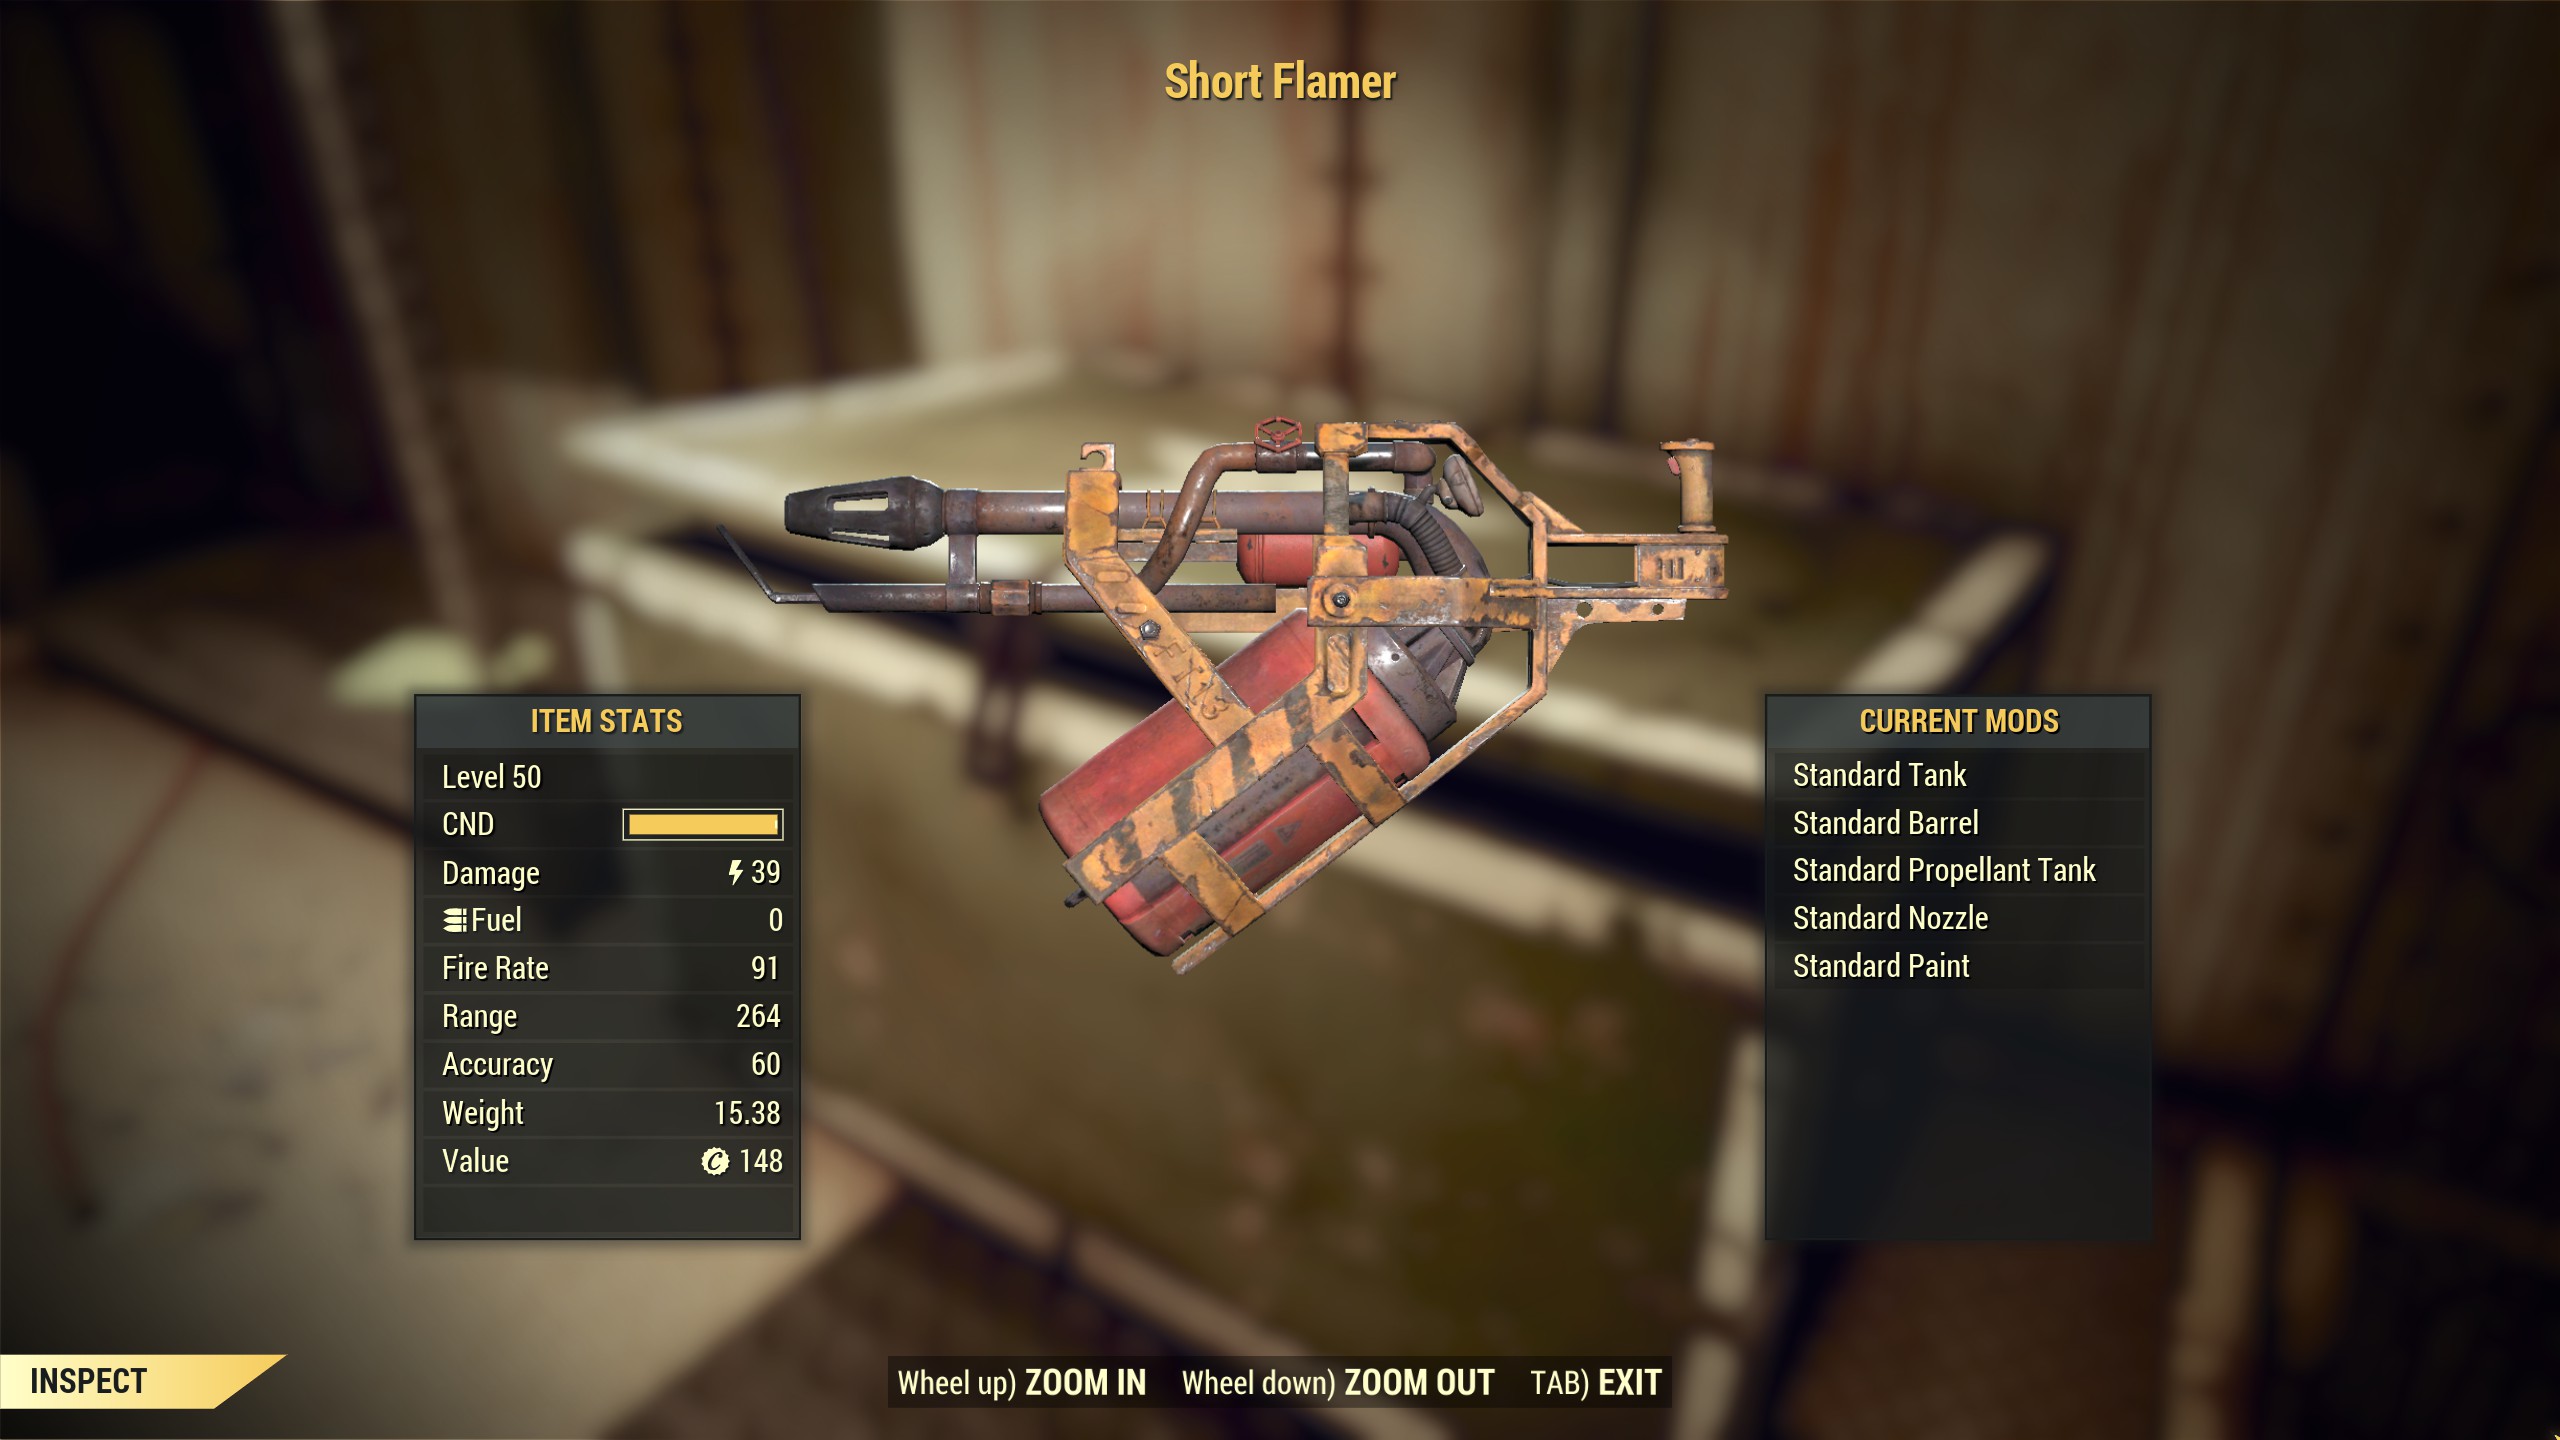 Short Flamer
ITEM STATS
Level 50
CND
Damage 39
Fuel 0
Fire Rate 91
Range 264
Accuracy 60
Weight 15.38
Value 148
CURRENT MODS
Standard Tank
Standard Barrel
Standard Propellant Tank
Standard Nozzle
Standard Paint
INSPECT
Wheel up) ZOOM IN Wheel down) ZOOM OUT TAB) EXIT